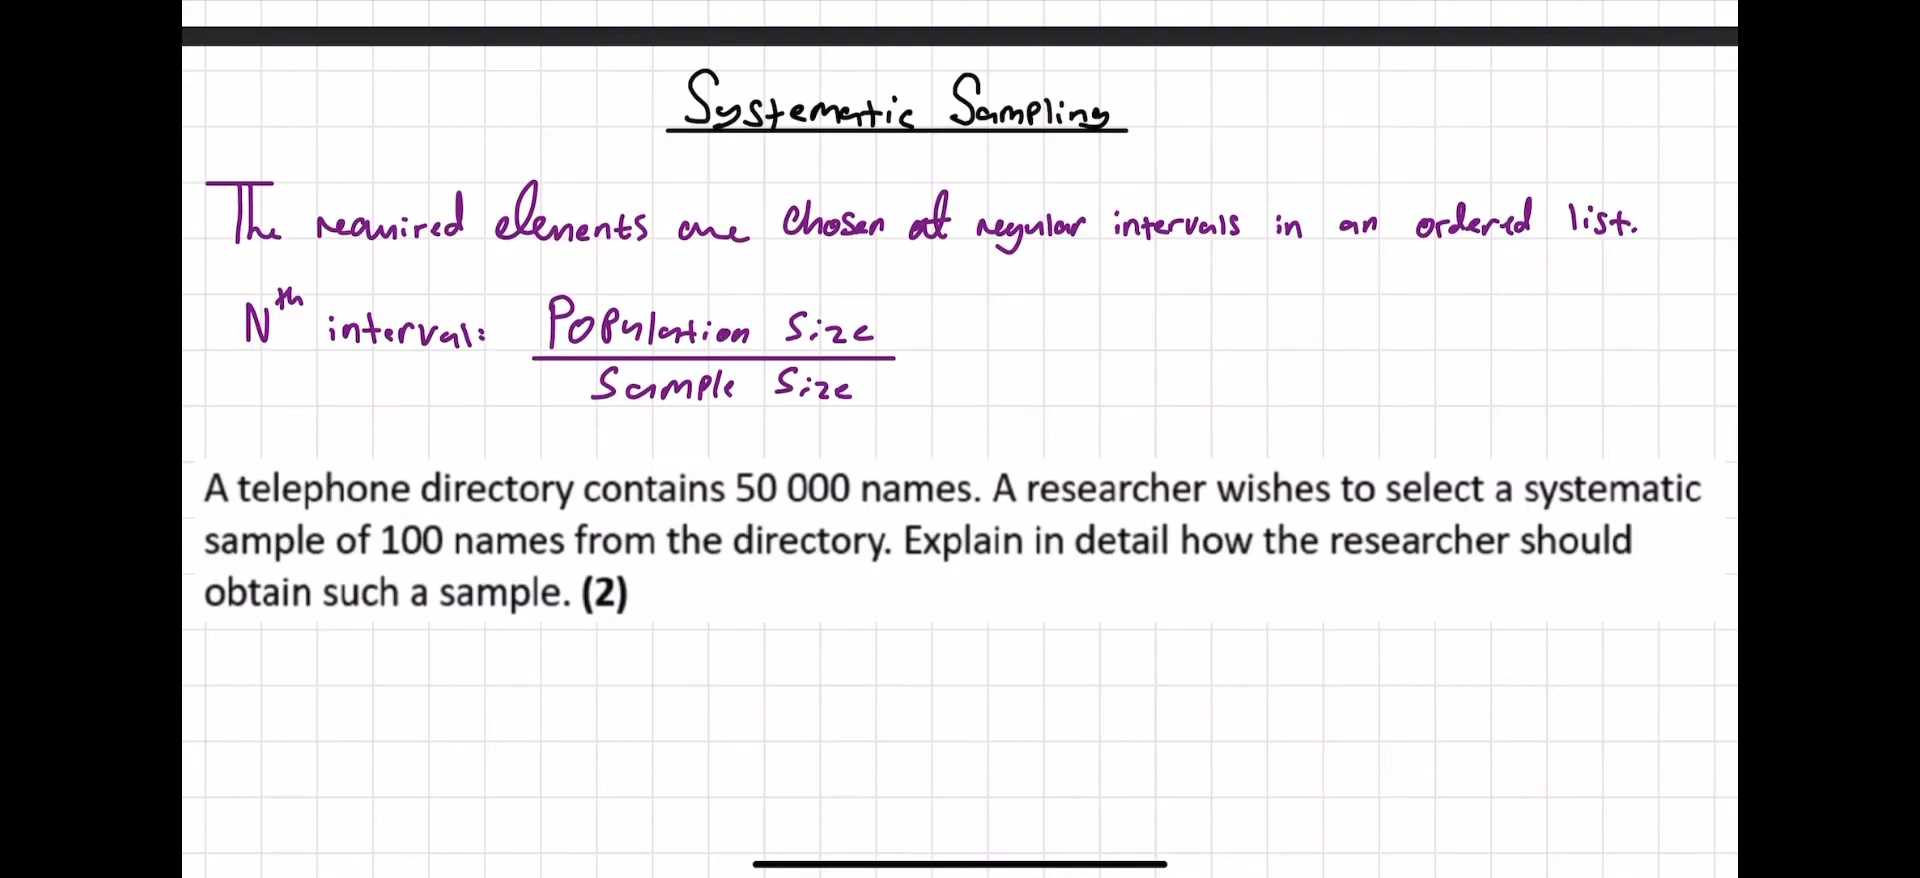 Systematic Sampling
The required elements are chosen at regular intervals in an ordered list.
Nth interval: Population Size
Sample Size
A telephone directory contains 50 000 names. A researcher wishes to select a systematic
sample of 100 names from the directory. Explain in detail how the researcher should
obtain such a sample. (2)